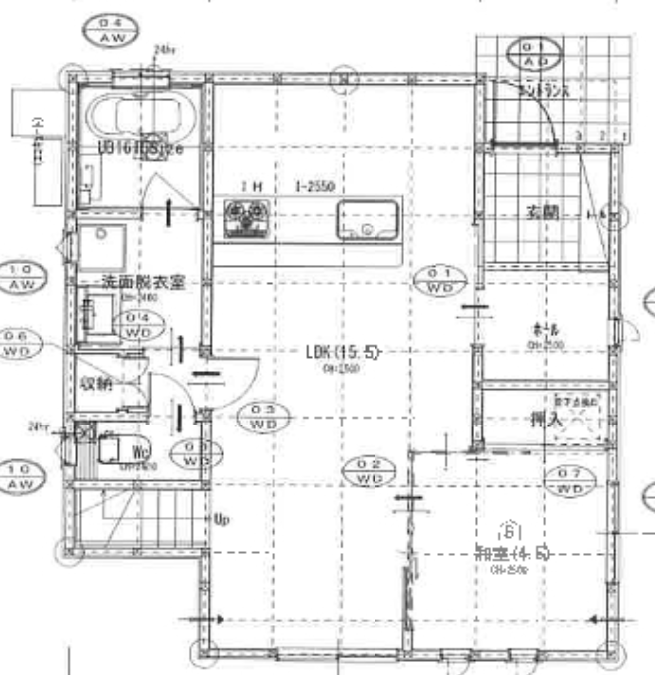 04
AW
24hr
01
AD
エントランス
3 2 1
UB1616Size
IH I-2550
玄関
10
AW
洗面脱衣室
CH=2400
01
WD
04
WD
06
WD
LDK(15.5)
CH=2500
ホール
CH=2500
収納
押入
03
WD
24hr
WC
CH=2400
WD
10
AW
02
WD
07
WD
Up
和室(4.5)
CH=2500